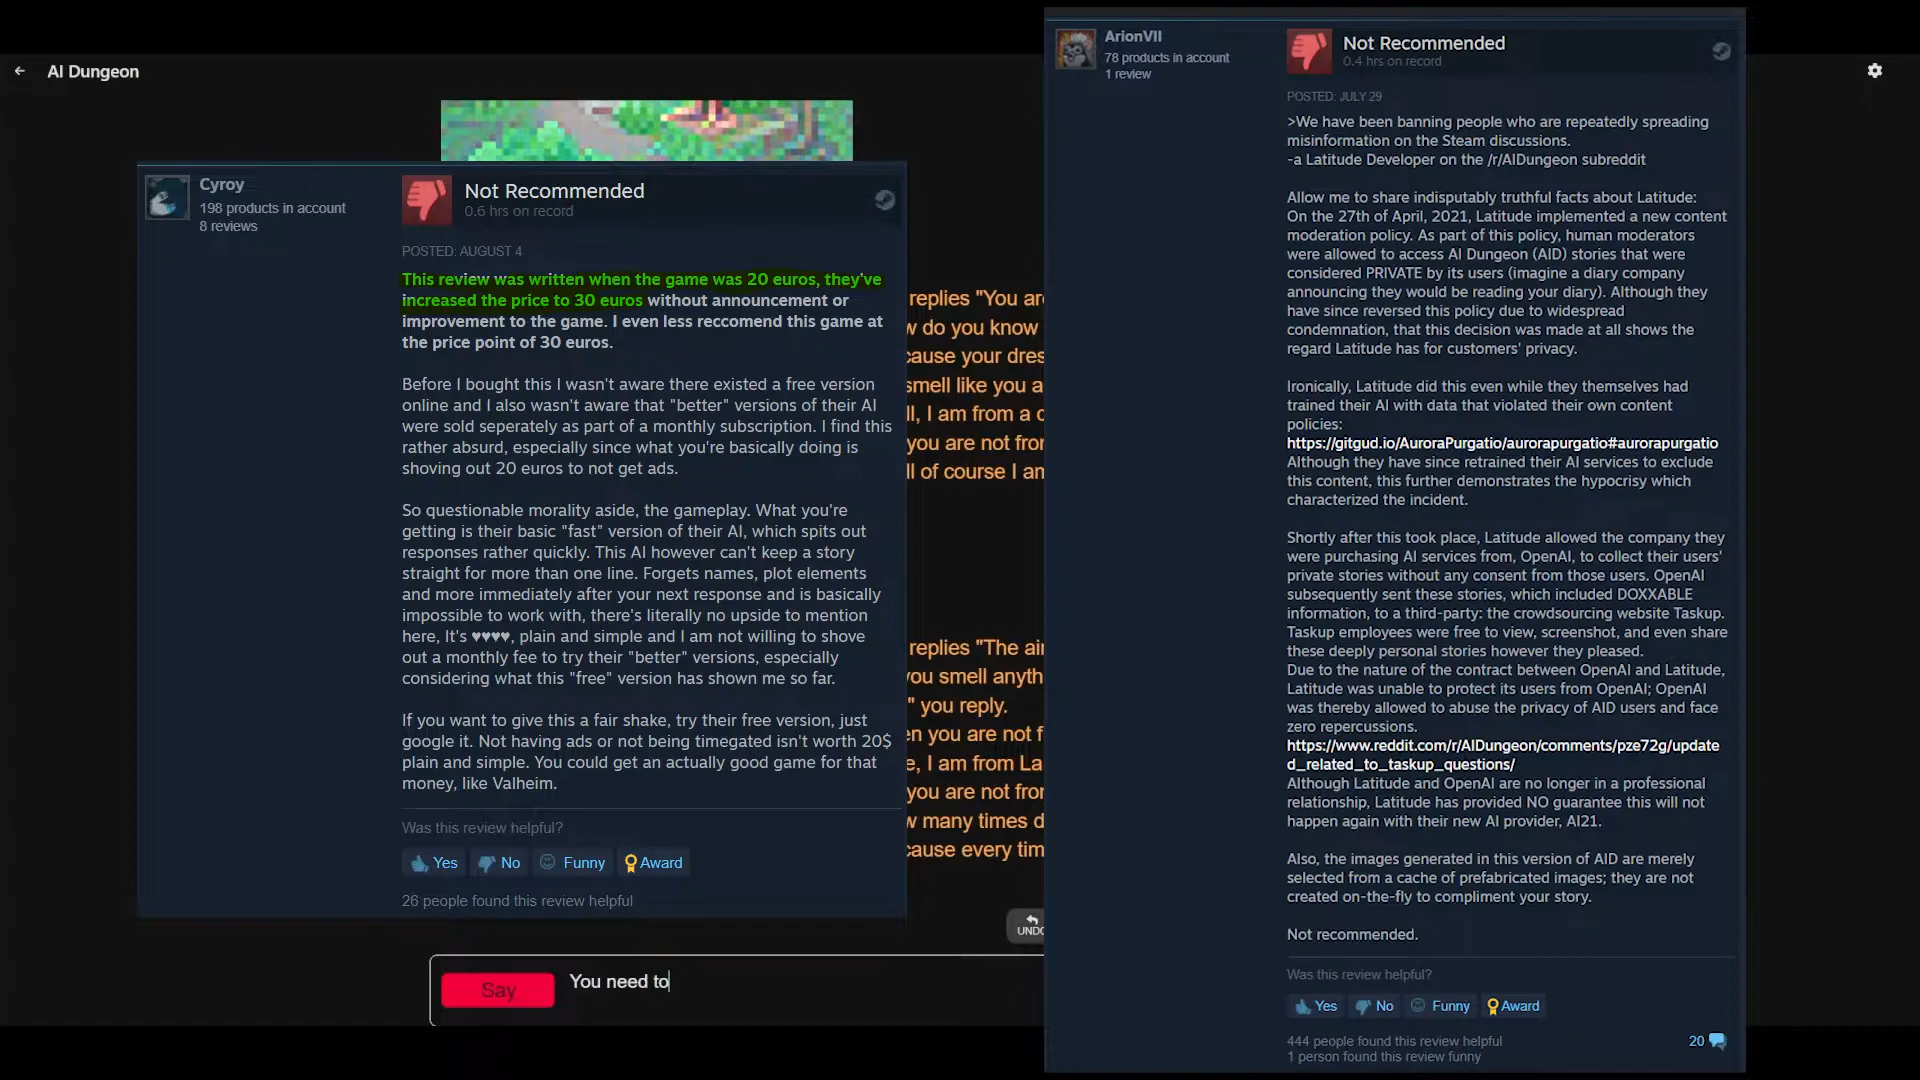 AI Dungeon
Cyroy
198 products in account
8 reviews
Not Recommended
0.6 hrs on record
POSTED: AUGUST 4
This review was written when the game was 20 euros, they've
increased the price to 30 euros without announcement or
improvement to the game. I even less reccomend this game at
the price point of 30 euros.
Before I bought this I wasn't aware there existed a free version
online and I also wasn't aware that "better" versions of their AI
were sold seperately as part of a monthly subscription. I find this
rather absurd, especially since what you're basically doing is
shoving out 20 euros to not get ads.
So questionable morality aside, the gameplay. What you're
getting is their basic "fast" version of their AI, which spits out
responses rather quickly. This AI however can't keep a story
straight for more than one line. Forgets names, plot elements
and more immediately after your next response and is basically
impossible to work with, there's literally no upside to mention
here, It's ♥♥♥♥, plain and simple and I am not willing to shove
out a monthly fee to try their "better" versions, especially
considering what this "free" version has shown me so far.
If you want to give this a fair shake, try their free version, just
google it. Not having ads or not being timegated isn't worth 20$
plain and simple. You could get an actually good game for that
money, like Valheim.
Was this review helpful?
Yes No Funny Award
26 people found this review helpful
replies "You are
do you know
your
smell like you a
I am from a
you are not
of course I am
replies "The
you smell
" you reply.
you are not
I am from
you are not
many times
every
UNDO
Say You need to
ArionVII
78 products in account
1 review
Not Recommended
0.4 hrs on record
POSTED: JULY 29
>We have been banning people who are repeatedly spreading
misinformation on the Steam discussions.
-a Latitude Developer on the /r/AIDungeon subreddit
Allow me to share indisputably truthful facts about Latitude:
On the 27th of April, 2021, Latitude implemented a new content
moderation policy. As part of this policy, human moderators
were allowed to access AI Dungeon (AID) stories that were
considered PRIVATE by its users (imagine a diary company
announcing they would be reading your diary). Although they
have since reversed this policy due to widespread
condemnation, that this decision was made at all shows the
regard Latitude has for customers' privacy.
Ironically, Latitude did this even while they themselves had
trained their AI with data that violated their own content
policies:
https://gitgud.io/AuroraPurgatio/aurorapurgatio#aurorapurgatio
Although they have since retrained their AI services to exclude
this content, this further demonstrates the hypocrisy which
characterized the incident.
Shortly after this took place, Latitude allowed the company they
were purchasing AI services from, OpenAI, to collect their users'
private stories without any consent from those users. OpenAI
subsequently sent these stories, which included DOXXABLE
information, to a third-party: the crowdsourcing website Taskup.
Taskup employees were free to view, screenshot, and even share
these deeply personal stories however they pleased.
Due to the nature of the contract between OpenAI and Latitude,
Latitude was unable to protect its users from OpenAI; OpenAI
was thereby allowed to abuse the privacy of AID users and face
zero repercussions.
https://www.reddit.com/r/AIDungeon/comments/pze72g/update
d_related_to_taskup_questions/
Although Latitude and OpenAI are no longer in a professional
relationship, Latitude has provided NO guarantee this will not
happen again with their new AI provider, AI21.
Also, the images generated in this version of AID are merely
selected from a cache of prefabricated images; they are not
created on-the-fly to compliment your story.
Not recommended.
Was this review helpful?
Yes No Funny Award
444 people found this review helpful
1 person found this review funny
20